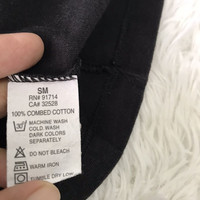 SM
RN# 91714
CA# 32528
100% COMBED COTTON
MACHINE WASH
COLD. WASH
DARK COLORS
SEPARATELY.
DO NOT BLEACH
WARM IRON
TUMBLE DRY LOW